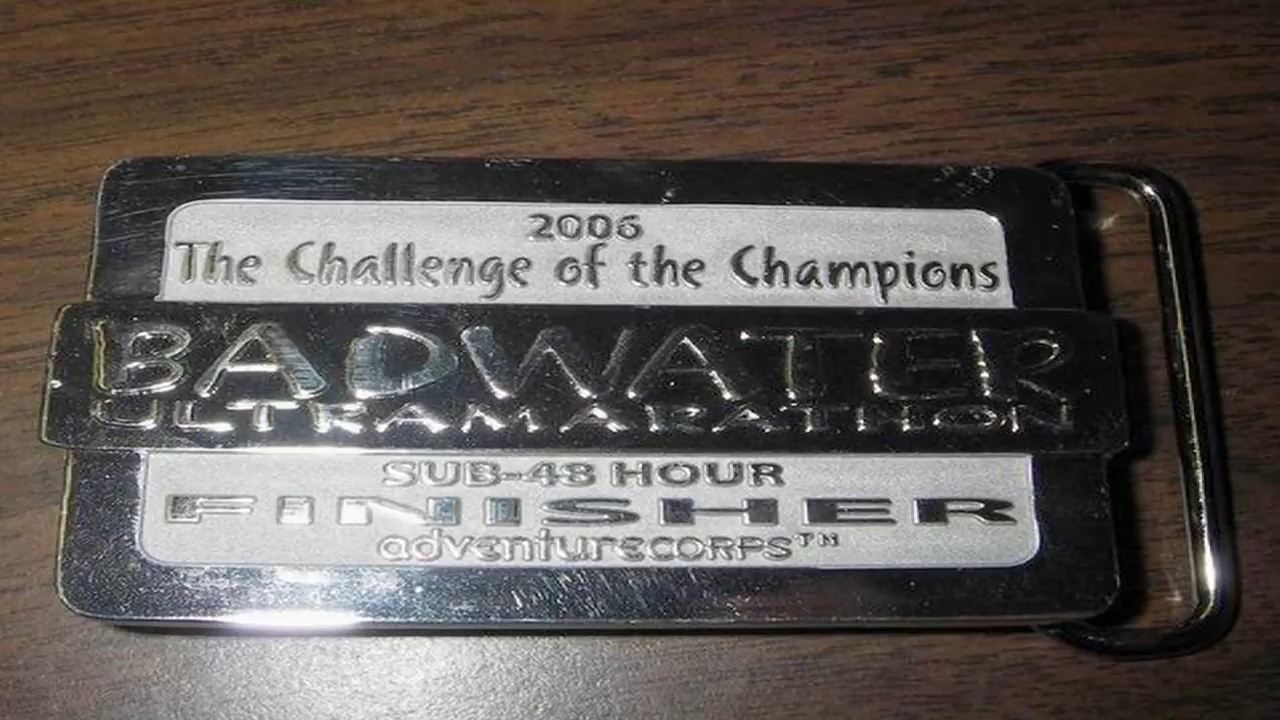 2006
The Challenge of the Champions
BADWATER
ULTRAMARATHON
SUB-48 HOUR
FINISHER
adventurecorps™